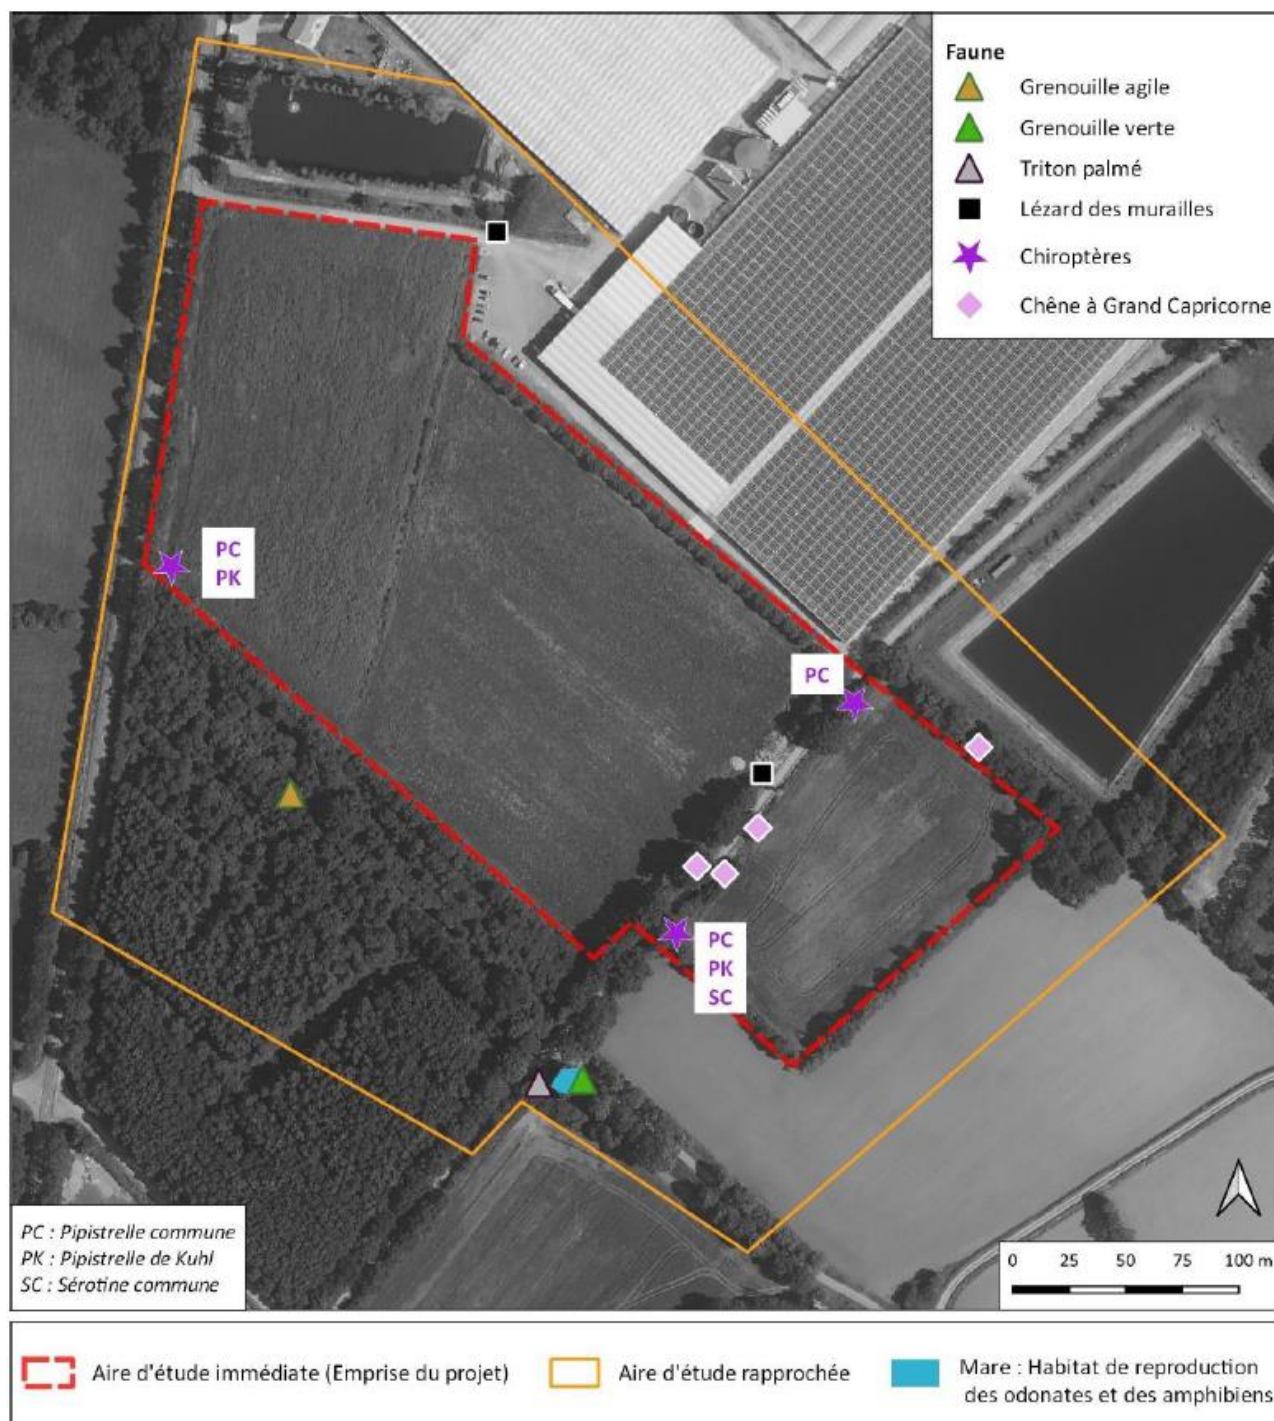 Faune
Grenouille agile
Grenouille verte
Triton palmé
Lézard des murailles
Chiroptères
Chêne à Grand Capricorne
PC
PK
PC
PC
PK
SC
PC : Pipistrelle commune
PK : Pipistrelle de Kuhl
SC : Sérotine commune
0 25 50 75 100 m
Aire d'étude immédiate (Emprise du projet)
Aire d'étude rapprochée
Mare : Habitat de reproduction
des odonates et des amphibiens